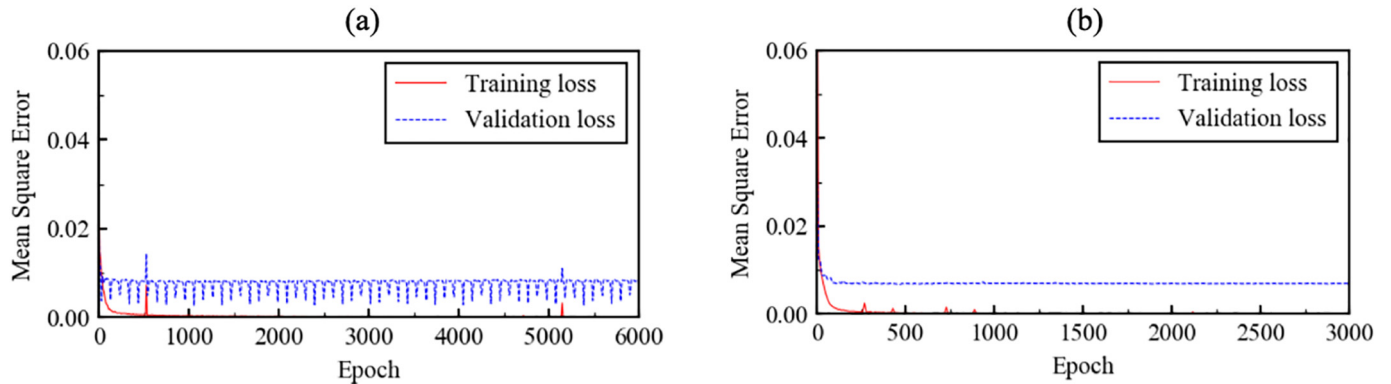 (a)
0.06
0.04
0.02
0.00
Mean Square Error
Training loss
Validation loss
0 1000 2000 3000 4000 5000 6000
Epoch
(b)
0.06
0.04
0.02
0.00
Mean Square Error
Training loss
Validation loss
0 500 1000 1500 2000 2500 3000
Epoch